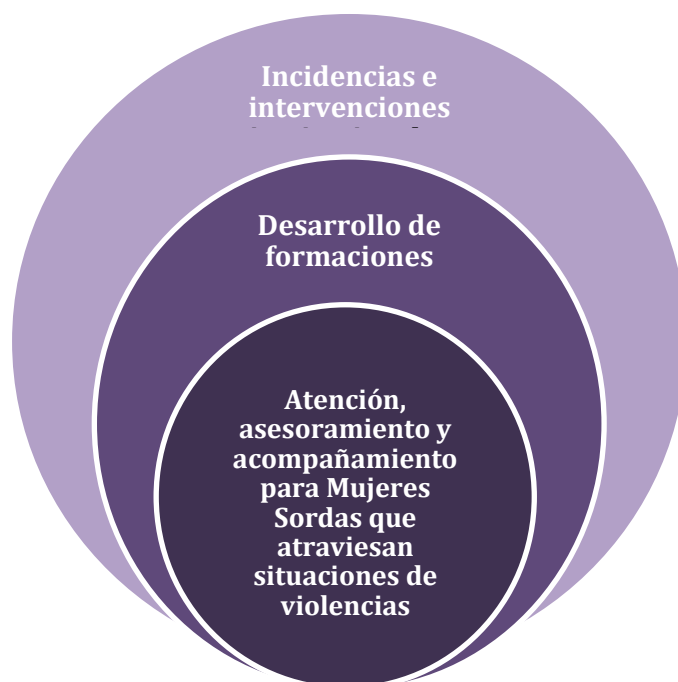 Incidencias e
intervenciones
Desarrollo de
formaciones
Atención,
asesoramiento y
acompañamiento
para Mujeres
Sordas que
atraviesan
situaciones de
violencias